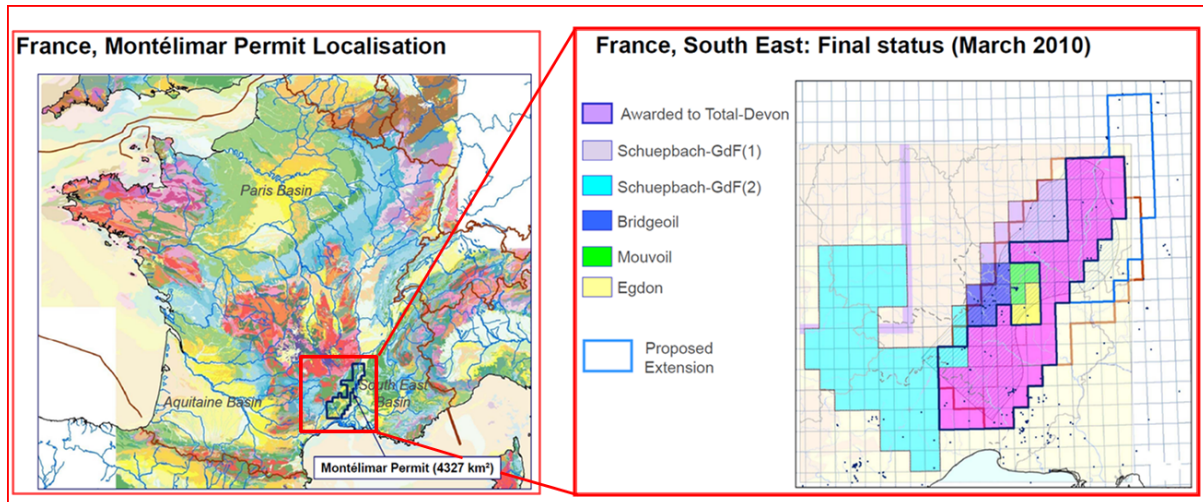 France, Montélimar Permit Localisation
Paris Basin
Aquitaine Basin
South East
Basin
Montélimar Permit (4327 km²)
France, South East: Final status (March 2010)
Awarded to Total-Devon
Schuepbach-GdF(1)
Schuepbach-GdF(2)
Bridgeoil
Mouvoil
Egdon
Proposed
Extension